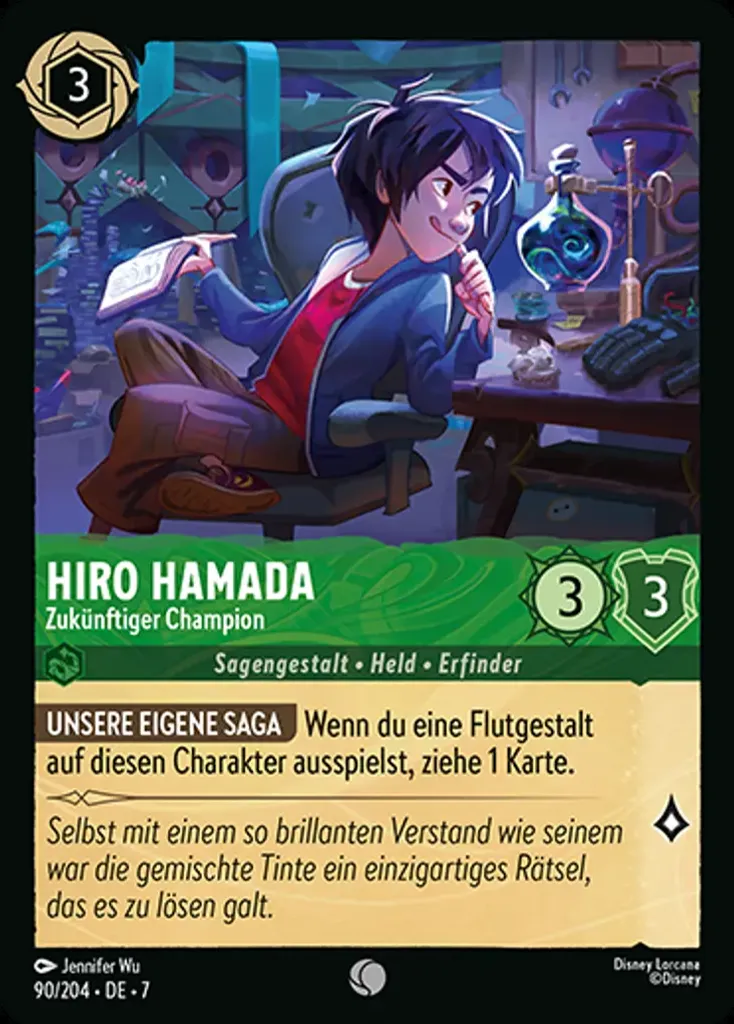 3
HIRO HAMADA
Zukünftiger Champion
3
3
Sagengestalt • Held • Erfinder
UNSERE EIGENE SAGA Wenn du eine Flutgestalt
auf diesen Charakter ausspielst, ziehe 1 Karte.
Selbst mit einem so brillanten Verstand wie seinem
war die gemischte Tinte ein einzigartiges Rätsel,
das es zu lösen galt.
Jennifer Wu
90/204 • DE • 7
Disney Lorcana
©Disney